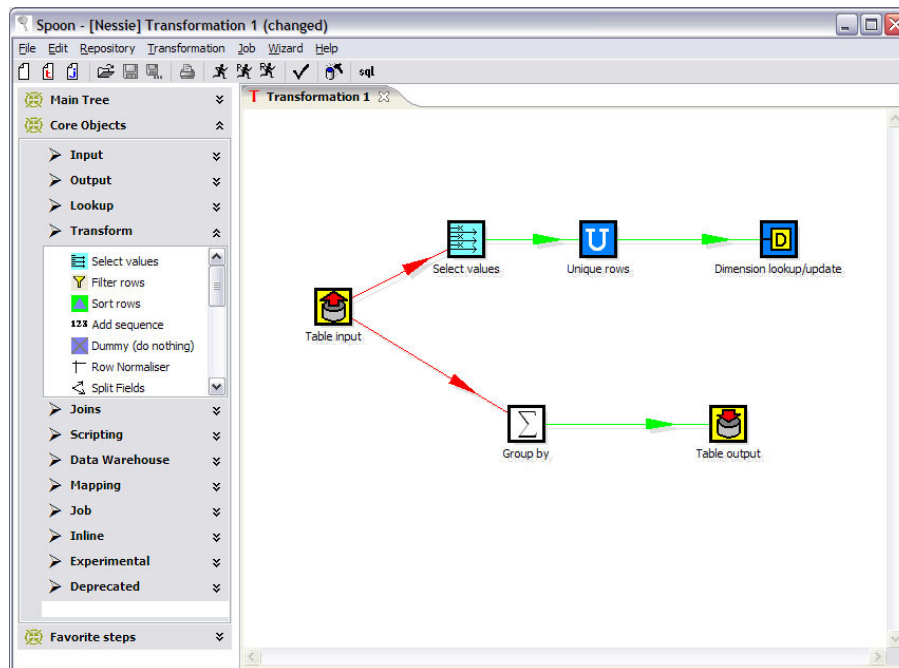 Spoon - [Nessie] Transformation 1 (changed)
File Edit Repository Transformation Job Wizard Help
sql
Main Tree
Core Objects
Input
Output
Lookup
Transform
Select values
Filter rows
Sort rows
123 Add sequence
Dummy (do nothing)
Row Normaliser
Split Fields
Joins
Scripting
Data Warehouse
Mapping
Job
Inline
Experimental
Deprecated
Favorite steps
T Transformation 1
Select values
U
Unique rows
D
Dimension lookup/update
Table input
Σ
Group by
Table output